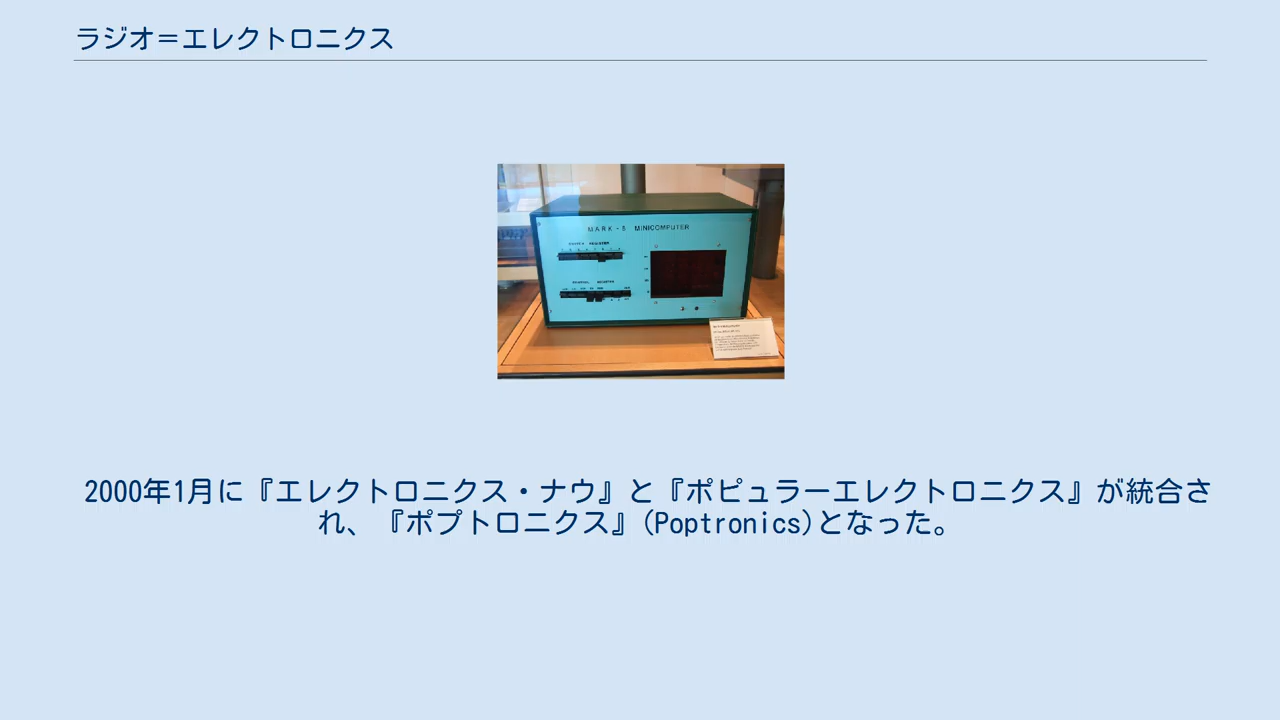 ラジオ＝エレクトロニクス
MARK-8 MINICOMPUTER
2000年1月に『エレクトロニクス・ナウ』と『ポピュラーエレクトロニクス』が統合さ
れ、『ポプトロニクス』(Poptronics)となった。